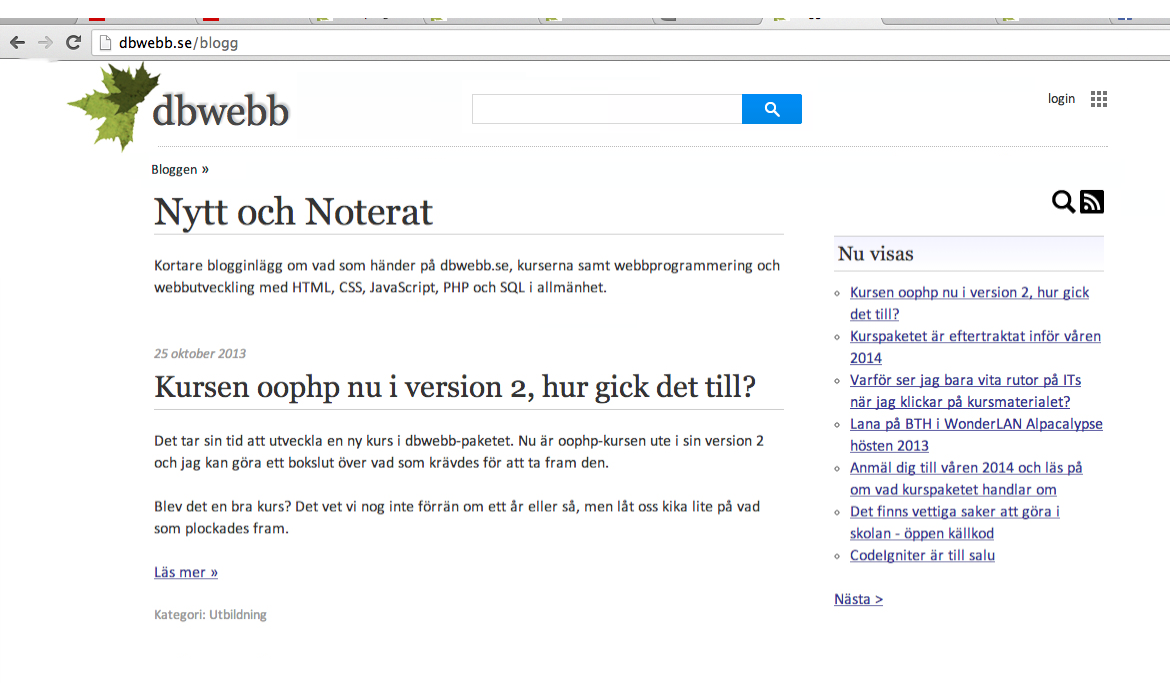 dbwebb.se/blogg
dbwebb
login
Bloggen »
Nytt och Noterat
Kortare blogginlägg om vad som händer på dbwebb.se, kurserna samt webbprogrammering och
webbutveckling med HTML, CSS, JavaScript, PHP och SQL i allmänhet.
25 oktober 2013
Kursen oophp nu i version 2, hur gick det till?
Det tar sin tid att utveckla en ny kurs i dbwebb-paketet. Nu är oophp-kursen ute i sin version 2
och jag kan göra ett bokslut över vad som krävdes för att ta fram den.
Blev det en bra kurs? Det vet vi nog inte förrän om ett år eller så, men låt oss kika lite på vad
som plockades fram.
Läs mer »
Kategori: Utbildning
Nu visas
Kursen oophp nu i version 2, hur gick
det till?
Kurspaketet är eftertraktat inför våren
2014
Varför ser jag bara vita rutor på ITs
när jag klickar på kursmaterialet?
Lana på BTH i WonderLAN Alpacalypse
hösten 2013
Anmäl dig till våren 2014 och läs på
om vad kurspaketet handlar om
Det finns vettiga saker att göra i
skolan - öppen källkod
CodeIgniter är till salu
Nästa >